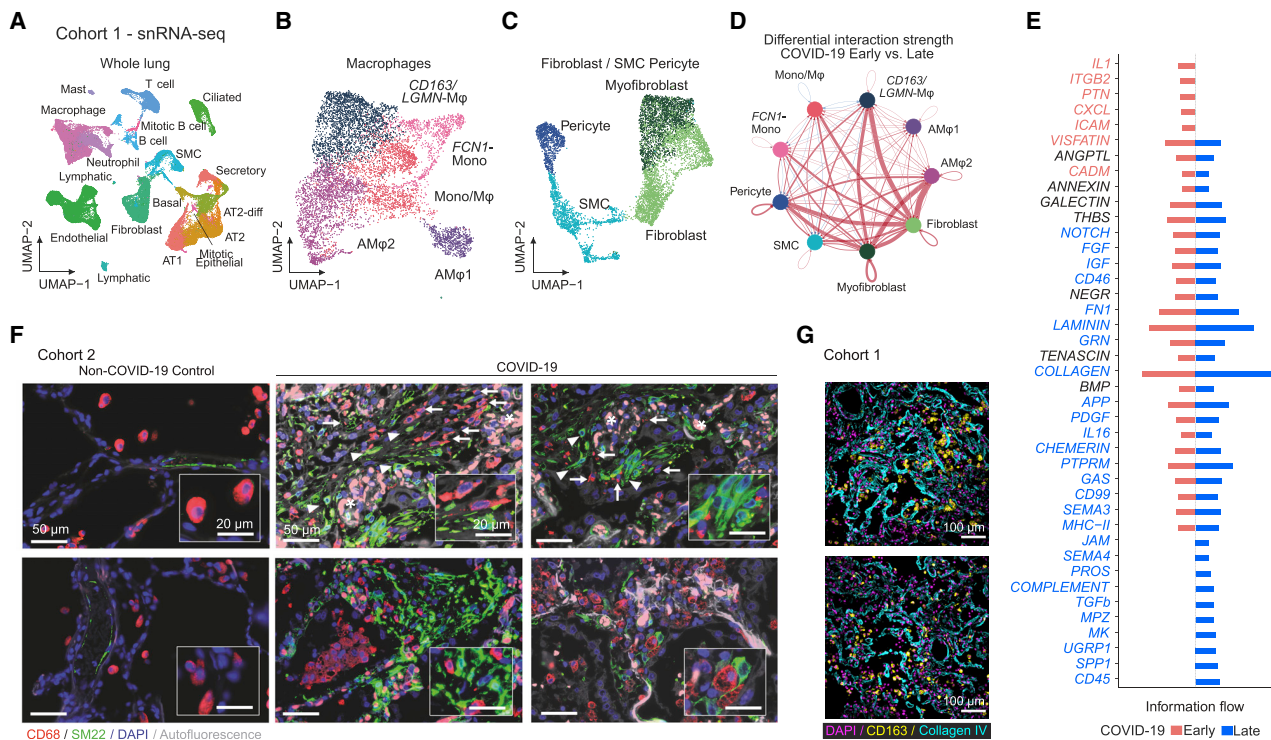 A
Cohort 1 - snRNA-seq
Whole lung
Mast
T cell
Ciliated
Macrophage
Mitotic B cell
B cell
Neutrophil
SMC
Lymphatic
Secretory
Basal
AT2-diff
Fibroblast
Endothelial
AT2
AT1
Mitotic
Epithelial
Lymphatic
UMAP-2
UMAP-1
B
Macrophages
CD163/
LGMN-Mφ
FCN1-
Mono
Mono/Mφ
AMφ2
AMφ1
UMAP-2
UMAP-1
C
Fibroblast / SMC Pericyte
Myofibroblast
Pericyte
SMC
Fibroblast
UMAP-2
UMAP-1
D
Differential interaction strength
COVID-19 Early vs. Late
Mono/Mφ
CD163/
LGMN-Mφ
FCN1-
Mono
AMφ1
AMφ2
Pericyte
Fibroblast
SMC
Myofibroblast
E
IL1
ITGB2
PTN
CXCL
ICAM
VISFATIN
ANGPTL
CADM
ANNEXIN
GALECTIN
THBS
NOTCH
FGF
IGF
CD46
NEGR
FN1
LAMININ
GRN
TENASCIN
COLLAGEN
BMP
APP
PDGF
IL16
CHEMERIN
PTPRM
GAS
CD99
SEMA3
MHC-II
JAM
SEMA4
PROS
COMPLEMENT
TGFb
MPZ
MK
UGRP1
SPP1
CD45
Information flow
COVID-19 Early Late
F
Cohort 2
Non-COVID-19 Control
COVID-19
50 µm
20 µm
50 µm
20 µm
CD68 / SM22 / DAPI / Autofluorescence
G
Cohort 1
100 µm
100 µm
DAPI / CD163 / Collagen IV